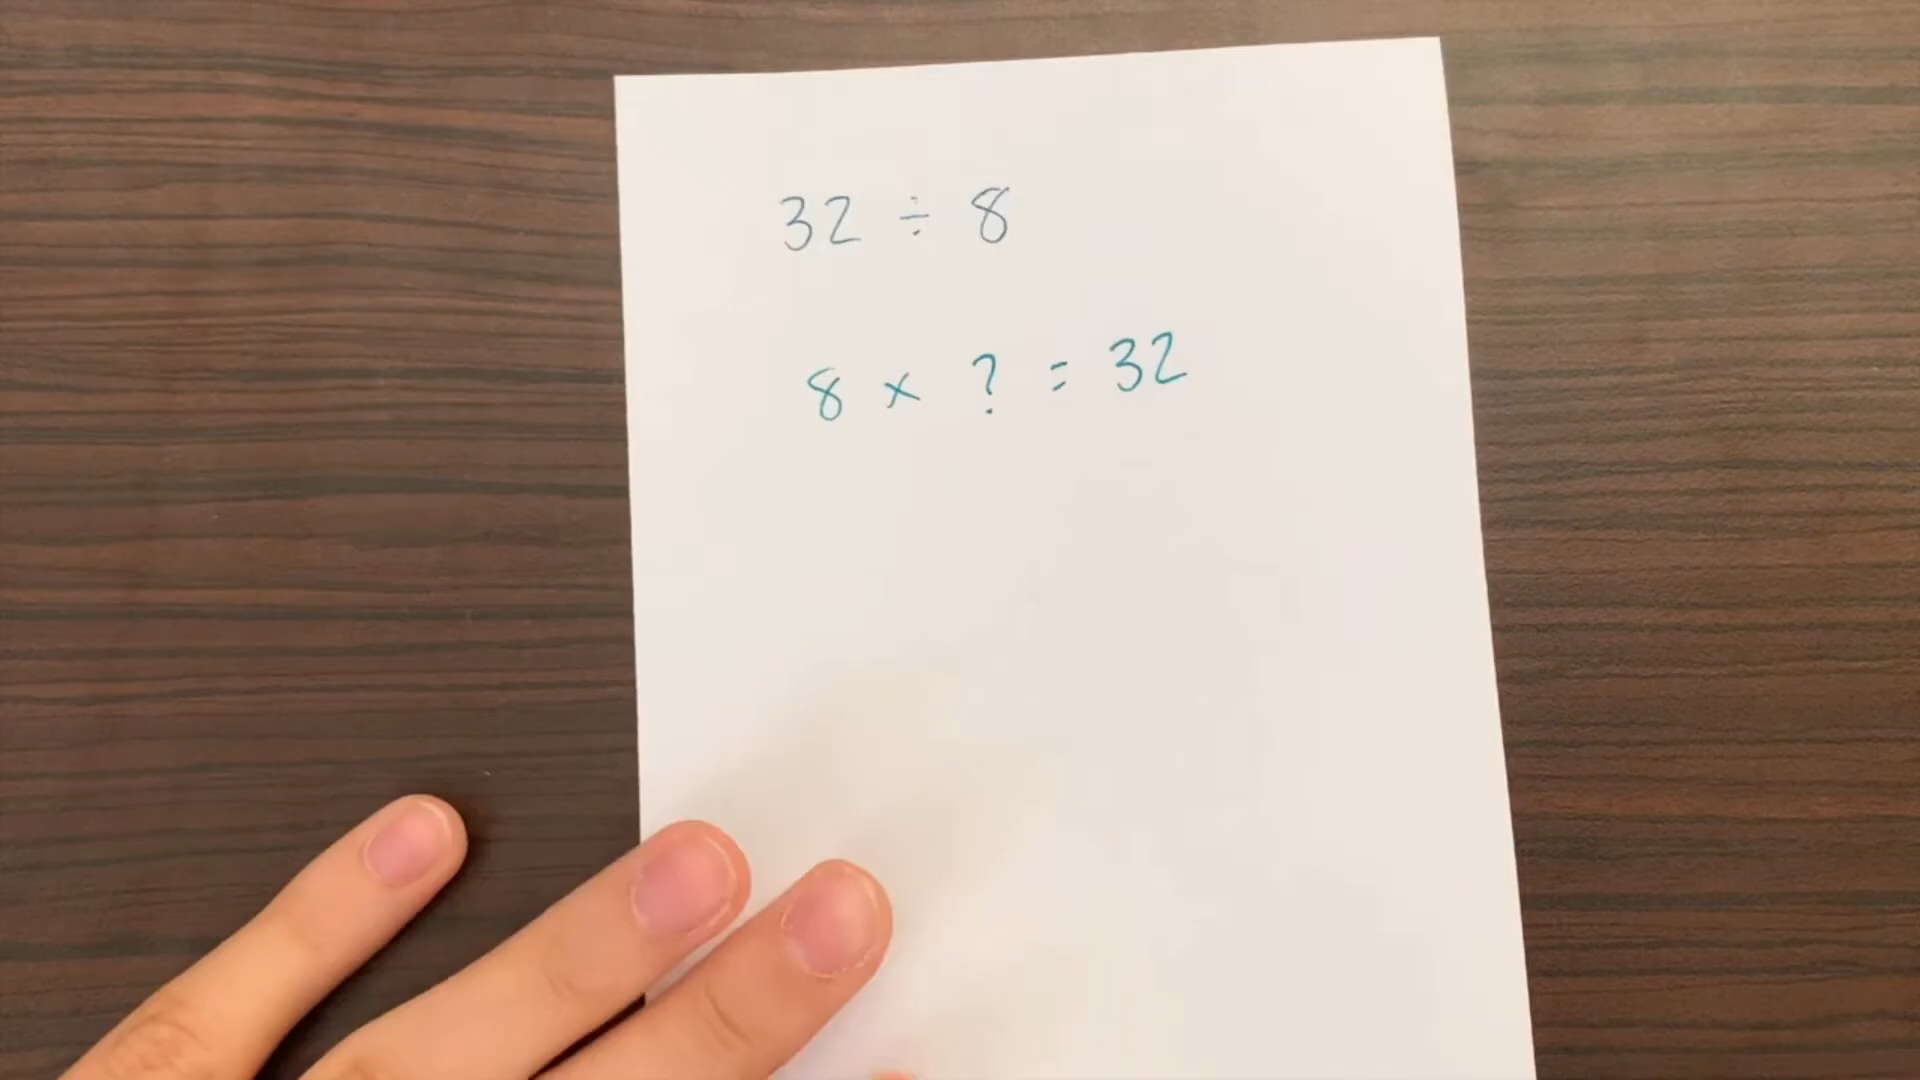 32 ÷ 8
8 × ? = 32